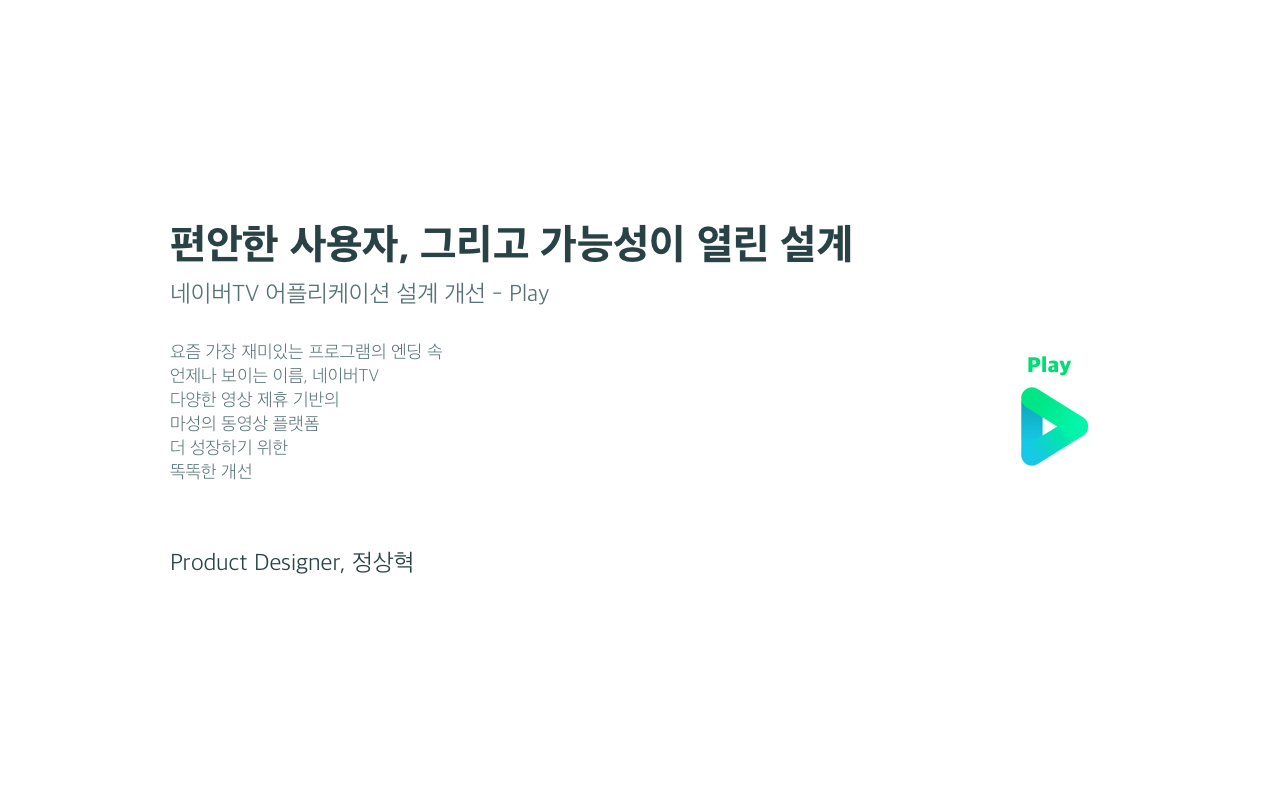 편안한 사용자, 그리고 가능성이 열린 설계
네이버TV 어플리케이션 설계 개선 - Play
요즘 가장 재미있는 프로그램의 엔딩 속
언제나 보이는 이름, 네이버TV
다양한 영상 제휴 기반의
마성의 동영상 플랫폼
더 성장하기 위한
똑똑한 개선
Play
Product Designer, 정상혁